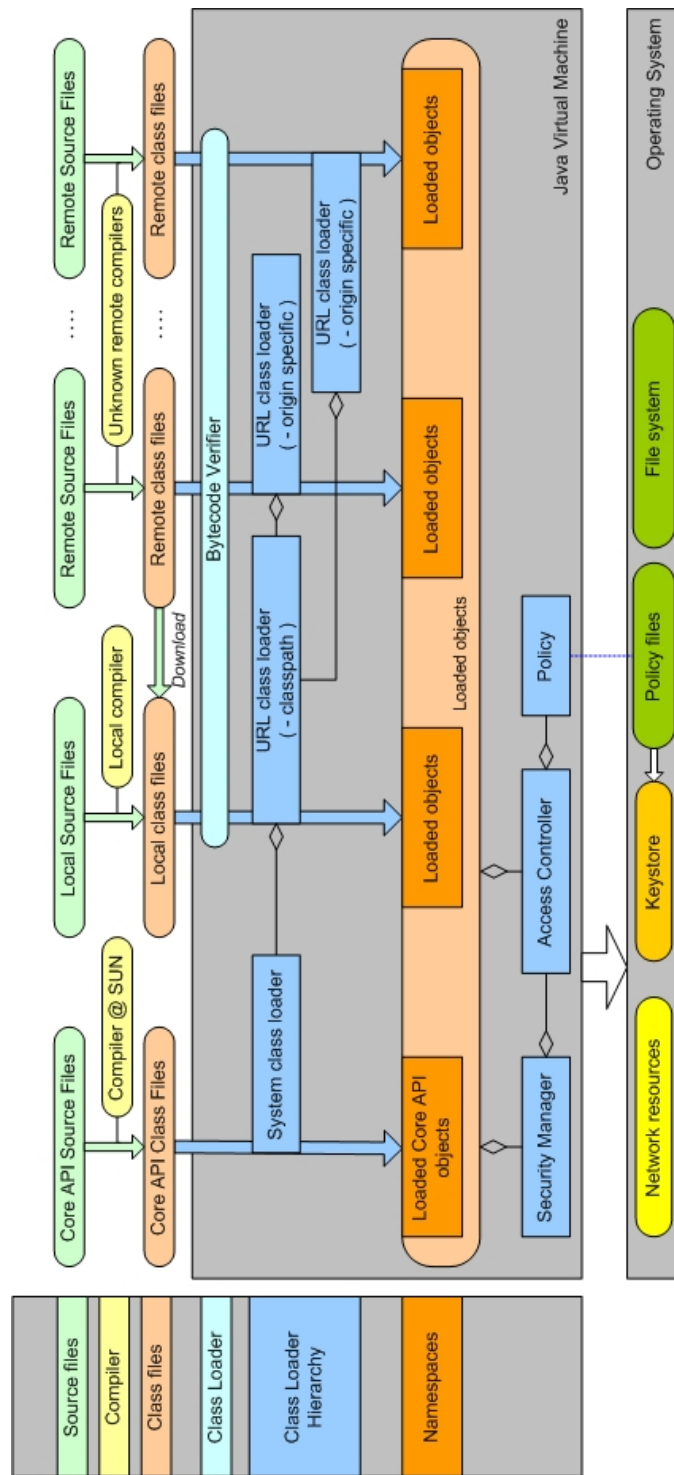 Source files
Core API Source Files
Local Source Files
Remote Source Files
....
Remote Source Files
Compiler
Compiler @ SUN
Local compiler
Unknown remote compilers
Class files
Core API Class Files
Local class files
Download
Remote class files
....
Remote class files
Class Loader
Bytecode Verifier
Class Loader
Hierarchy
System class loader
URL class loader
( - classpath )
URL class loader
( - origin specific )
URL class loader
( - origin specific )
Namespaces
Loaded Core API
objects
Loaded objects
Loaded objects
Loaded objects
Loaded objects
Security Manager
Access Controller
Policy
Java Virtual Machine
Network resources
Keystore
Policy files
File system
Operating System